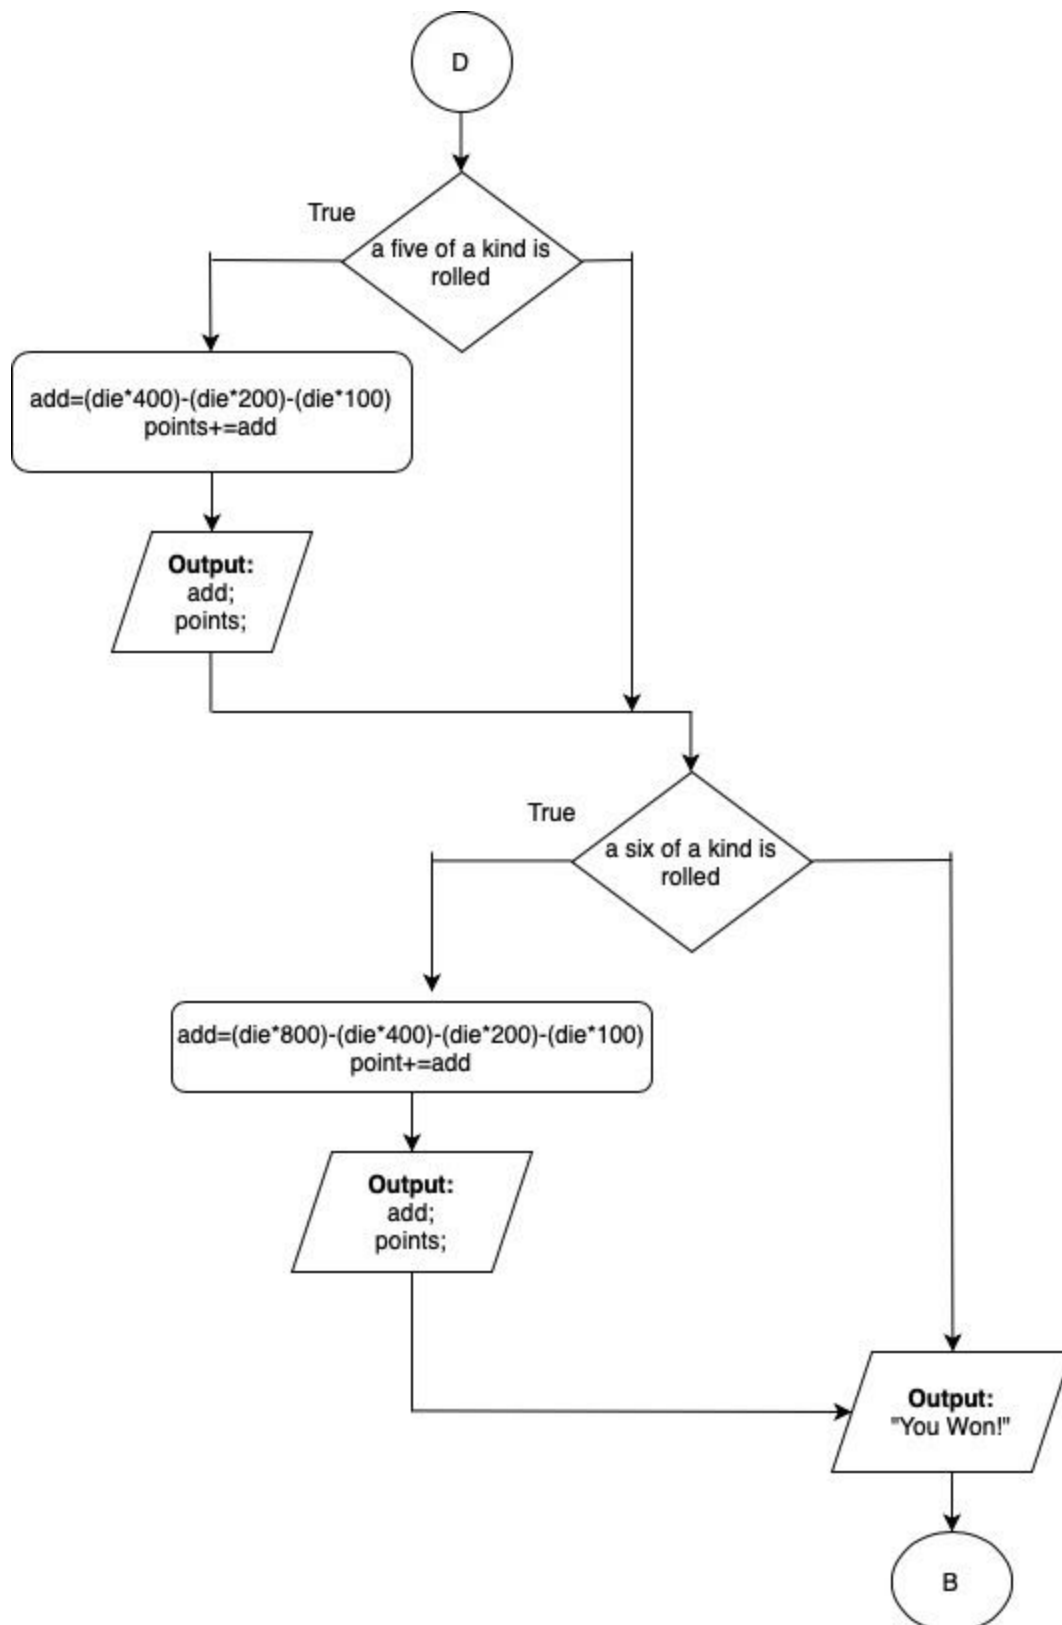 D
True
a five of a kind is
rolled
add=(die*400)-(die*200)-(die*100)
points+=add
Output:
add;
points;
True
a six of a kind is
rolled
add=(die*800)-(die*400)-(die*200)-(die*100)
point+=add
Output:
add;
points;
Output:
"You Won!"
B